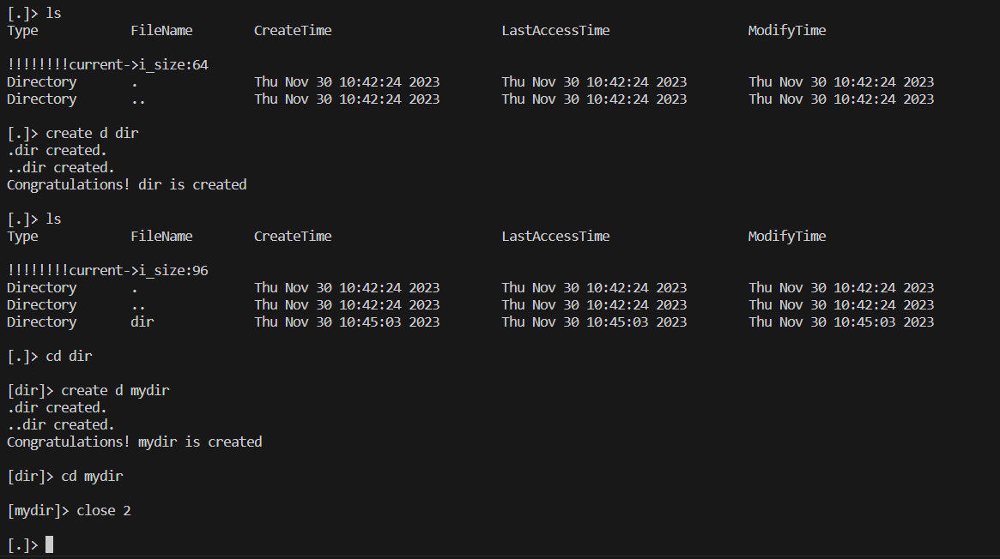 [.]> ls
Type            FileName        CreateTime                      LastAccessTime                  ModifyTime
!!!!!!!!current->i_size:64
Directory       .               Thu Nov 30 10:42:24 2023        Thu Nov 30 10:42:24 2023        Thu Nov 30 10:42:24 2023
Directory       ..              Thu Nov 30 10:42:24 2023        Thu Nov 30 10:42:24 2023        Thu Nov 30 10:42:24 2023
[.]> create d dir
.dir created.
..dir created.
Congratulations! dir is created
[.]> ls
Type            FileName        CreateTime                      LastAccessTime                  ModifyTime
!!!!!!!!current->i_size:96
Directory       .               Thu Nov 30 10:42:24 2023        Thu Nov 30 10:42:24 2023        Thu Nov 30 10:42:24 2023
Directory       ..              Thu Nov 30 10:42:24 2023        Thu Nov 30 10:42:24 2023        Thu Nov 30 10:42:24 2023
Directory       dir             Thu Nov 30 10:45:03 2023        Thu Nov 30 10:45:03 2023        Thu Nov 30 10:45:03 2023
[.]> cd dir
[dir]> create d mydir
.dir created.
..dir created.
Congratulations! mydir is created
[dir]> cd mydir
[mydir]> close 2
[.]>